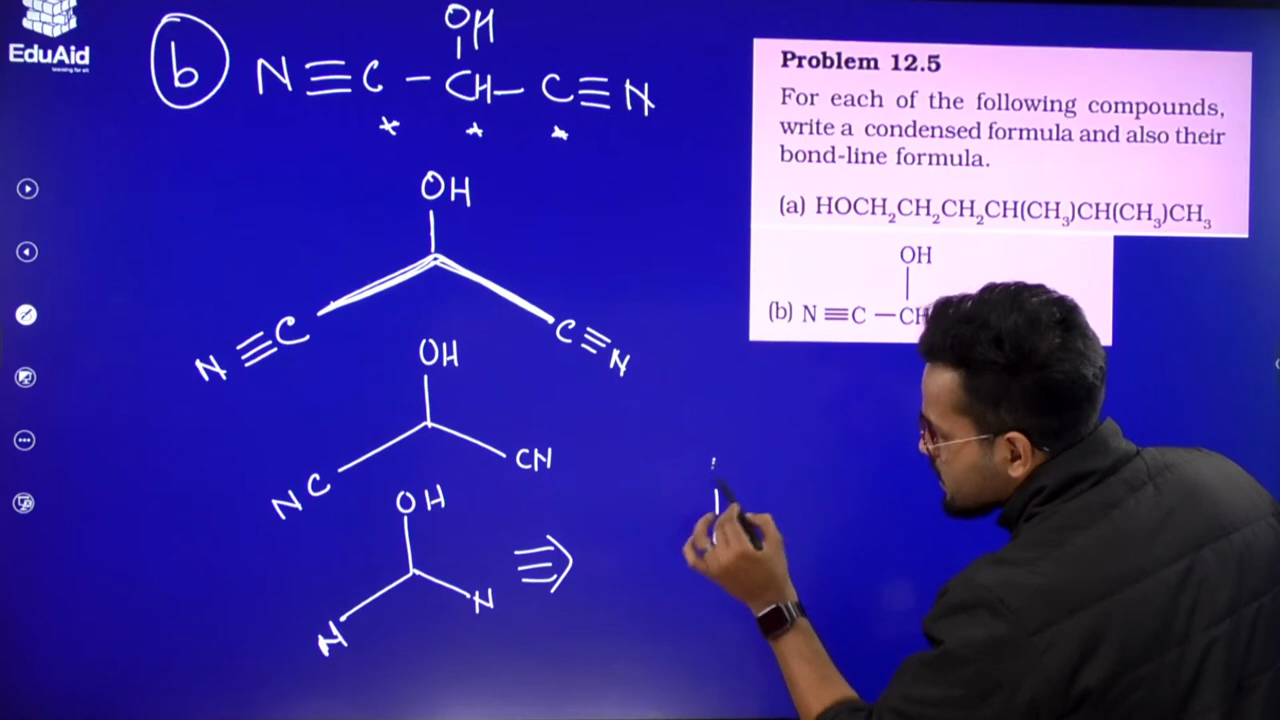 EduAid
b
OH
N≡C-CH-C≡N
* * *
OH
N≡C C≡N
OH
NC CN
OH
N N ⇒
Problem 12.5
For each of the following compounds,
write a condensed formula and also their
bond-line formula.
(a) HOCH₂CH₂CH₂CH(CH₃)CH(CH₃)CH₃
OH
(b) N≡C—CH